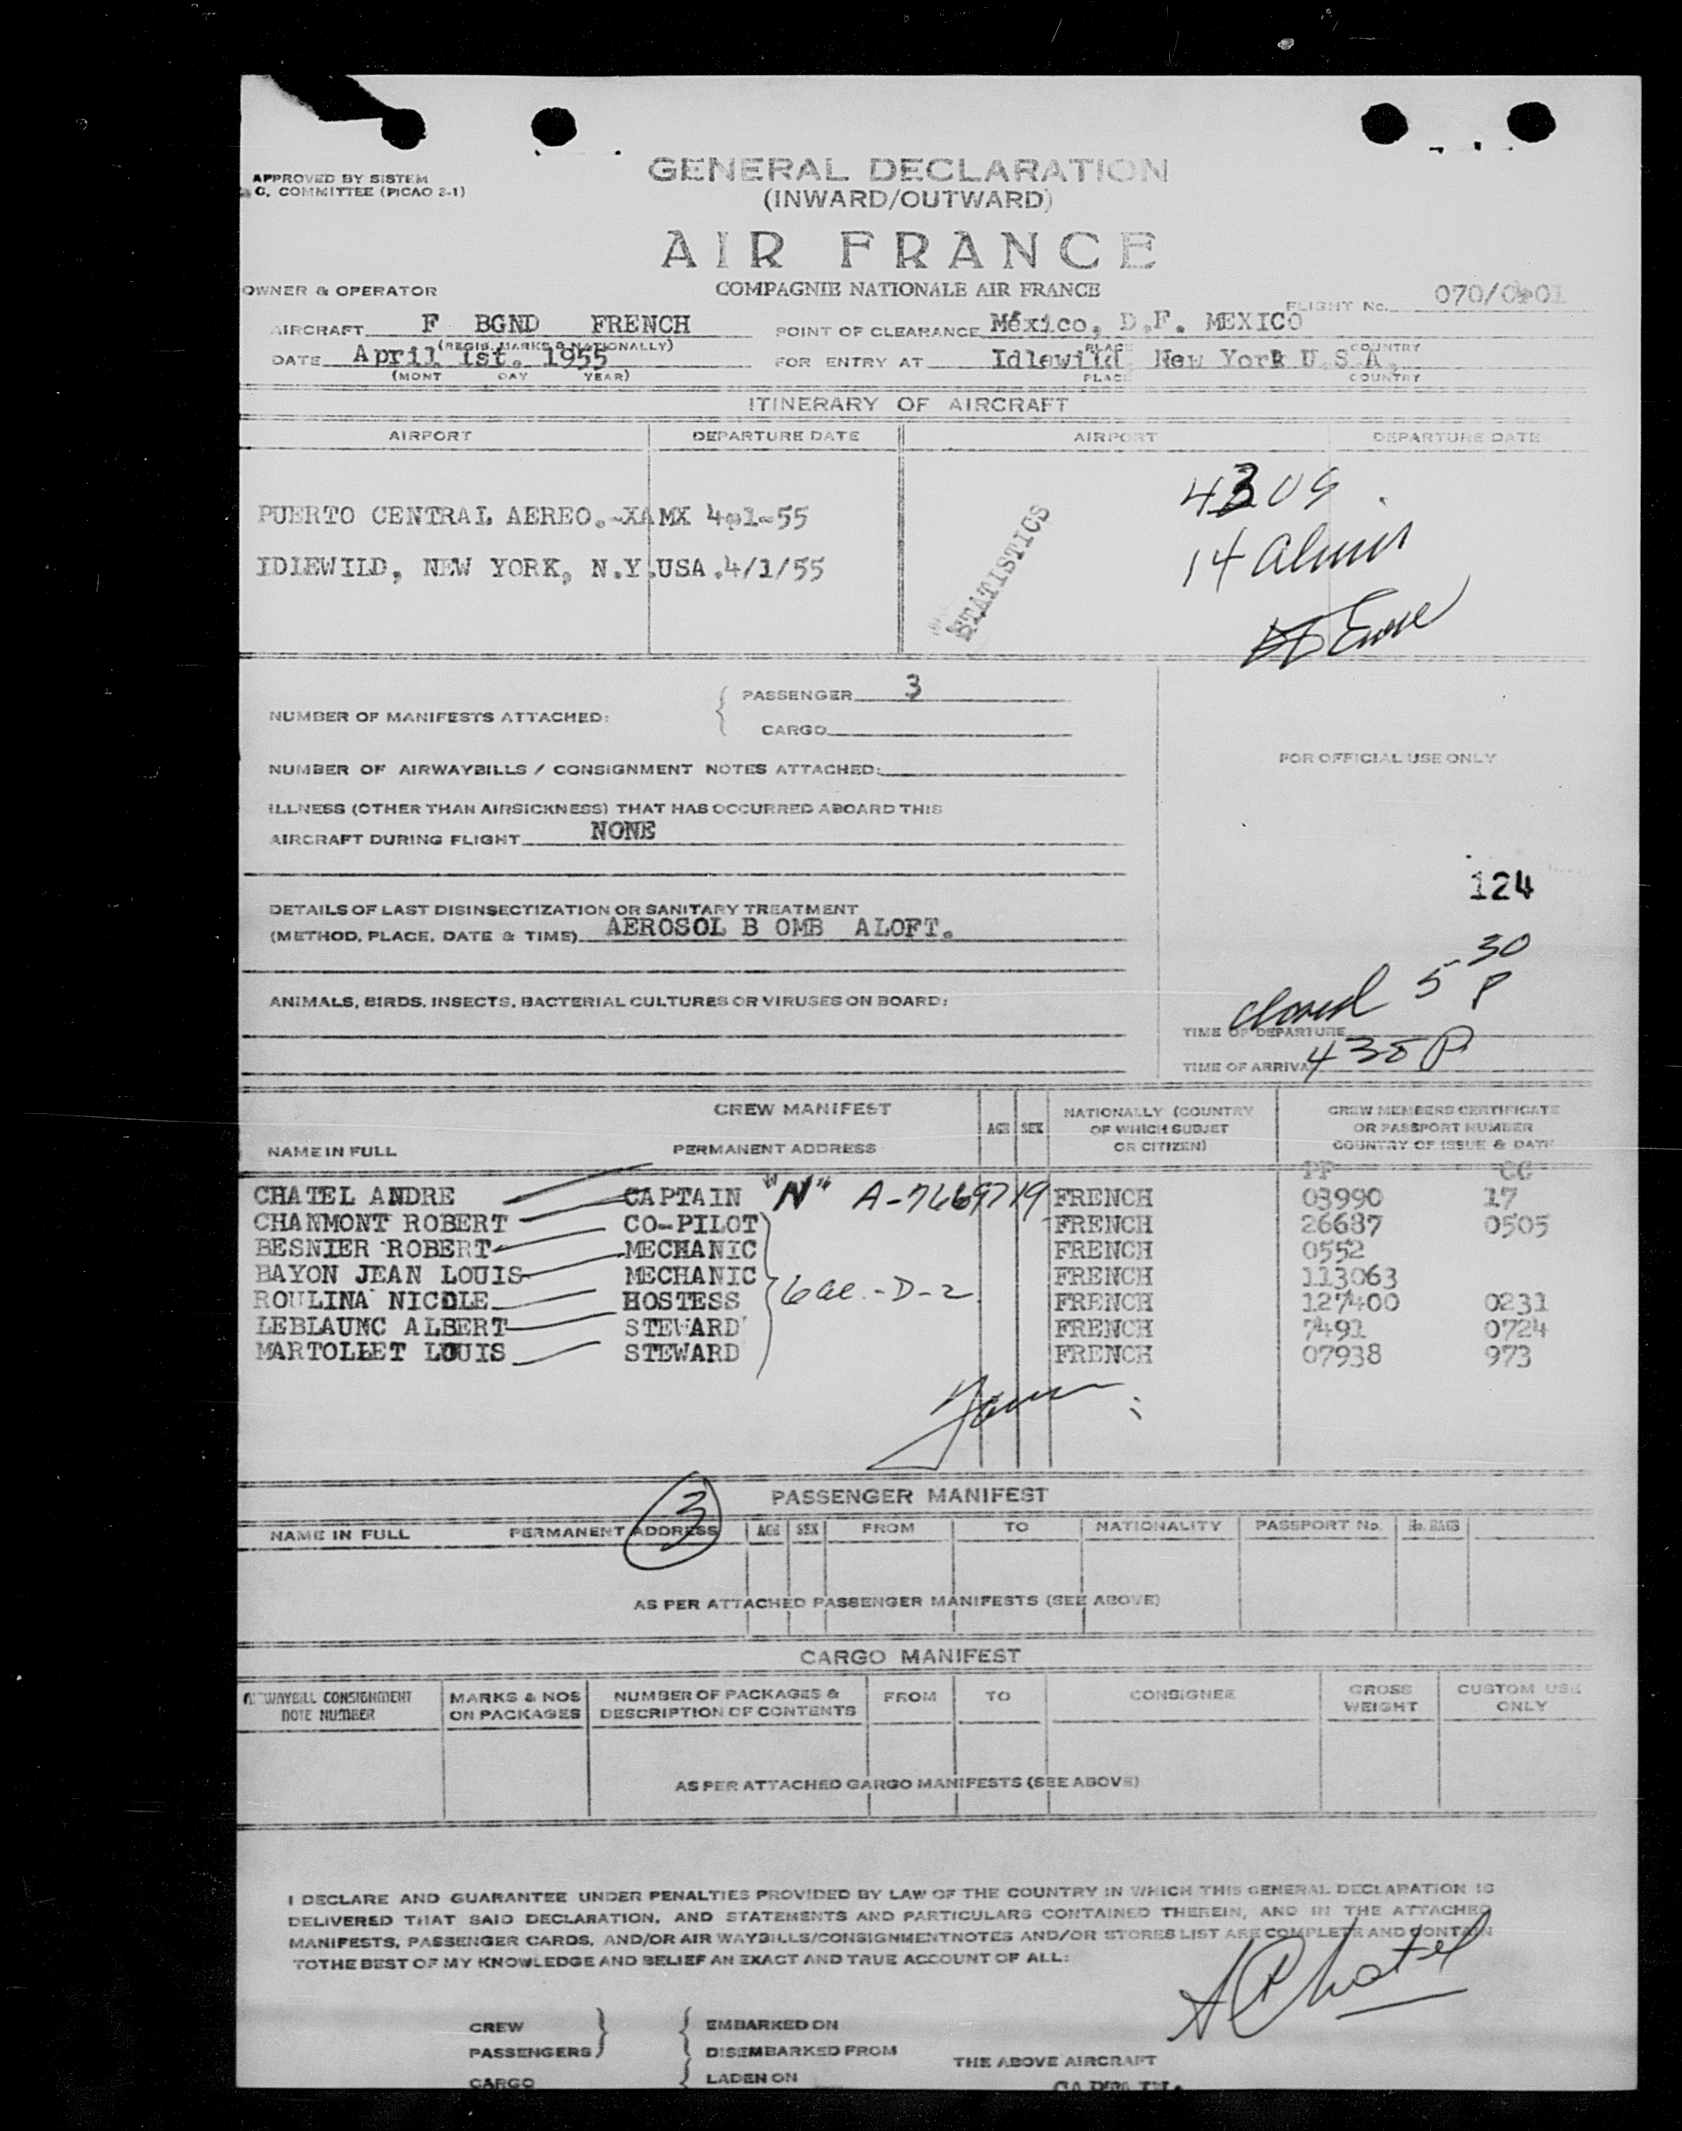 APPROVED BY SISTEM
C. COMMITTEE (PICAO 2-1)
GENERAL DECLARATION
(INWARD/OUTWARD)
AIR FRANCE
OWNER & OPERATOR COMPAGNIE NATIONALE AIR FRANCE
FLIGHT No. 070/
AIRCRAFT F BGND FRENCH POINT OF CLEARANCE México, D.F. MEXICO
(REGIS. MARKS & NATIONALLY) PLACE COUNTRY
DATE April 1st. 1955 FOR ENTRY AT Idlewild New York U.S.A.
(MONT DAY YEAR) PLACE COUNTRY
ITINERARY OF AIRCRAFT
AIRPORT DEPARTURE DATE AIRPORT DEPARTURE DATE
PUERTO CENTRAL AEREO.-XAMX 4-1-55
IDLEWILD, NEW YORK, N.Y.USA.4/1/55
STATISTICS
14
PASSENGER 3
NUMBER OF MANIFESTS ATTACHED:
CARGO
FOR OFFICIAL USE ONLY
NUMBER OF AIRWAYBILLS / CONSIGNMENT NOTES ATTACHED:
ILLNESS (OTHER THAN AIRSICKNESS) THAT HAS OCCURRED ABOARD THIS
AIRCRAFT DURING FLIGHT NONE
124
DETAILS OF LAST DISINSECTIZATION OR SANITARY TREATMENT
(METHOD, PLACE, DATE & TIME) AEROSOL B OMB ALOFT.
ANIMALS, BIRDS, INSECTS, BACTERIAL CULTURES OR VIRUSES ON BOARD:
closed 5 30 P
TIME OF DEPARTURE
TIME OF ARRIVAL 435 P
CREW MANIFEST AGE SEX NATIONALLY (COUNTRY OF WHICH SUBJET OR CITIZEN) CREW MEMBERS CERTIFICATE OR PASSPORT NUMBER COUNTRY OF ISSUE & DATE
NAME IN FULL PERMANENT ADDRESS
PP CC
CHATEL ANDRE CAPTAIN "N" A-7669719 FRENCH 03990 17
CHANMONT ROBERT CO-PILOT FRENCH 26687 0505
BESNIER ROBERT MECHANIC FRENCH 0552
BAYON JEAN LOUIS MECHANIC FRENCH 113063
ROULINA NICOLE HOSTESS FRENCH 127400 0231
LEBLAUNC ALBERT STEWARD FRENCH 7491 0724
MARTOLLET LOUIS STEWARD FRENCH 07938 973
PASSENGER MANIFEST
3
NAME IN FULL PERMANENT ADDRESS AGE SEX FROM TO NATIONALITY PASSPORT No. No. BAGS
AS PER ATTACHED PASSENGER MANIFESTS (SEE ABOVE)
CARGO MANIFEST
AIRWAYBILL CONSIGNMENT NOTE NUMBER MARKS & NOS ON PACKAGES NUMBER OF PACKAGES & DESCRIPTION OF CONTENTS FROM TO CONSIGNEE GROSS WEIGHT CUSTOM USE ONLY
AS PER ATTACHED CARGO MANIFESTS (SEE ABOVE)
I DECLARE AND GUARANTEE UNDER PENALTIES PROVIDED BY LAW OF THE COUNTRY IN WHICH THIS GENERAL DECLARATION IS
DELIVERED THAT SAID DECLARATION, AND STATEMENTS AND PARTICULARS CONTAINED THEREIN, AND IN THE ATTACHED
MANIFESTS, PASSENGER CARDS, AND/OR AIR WAYBILLS/CONSIGNMENTNOTES AND/OR STORES LIST ARE COMPLETE AND CONTAIN
TOTHE BEST OF MY KNOWLEDGE AND BELIEF AN EXACT AND TRUE ACCOUNT OF ALL:
A Chatel
CREW EMBARKED ON
PASSENGERS DISEMBARKED FROM THE ABOVE AIRCRAFT
CARGO LADEN ON